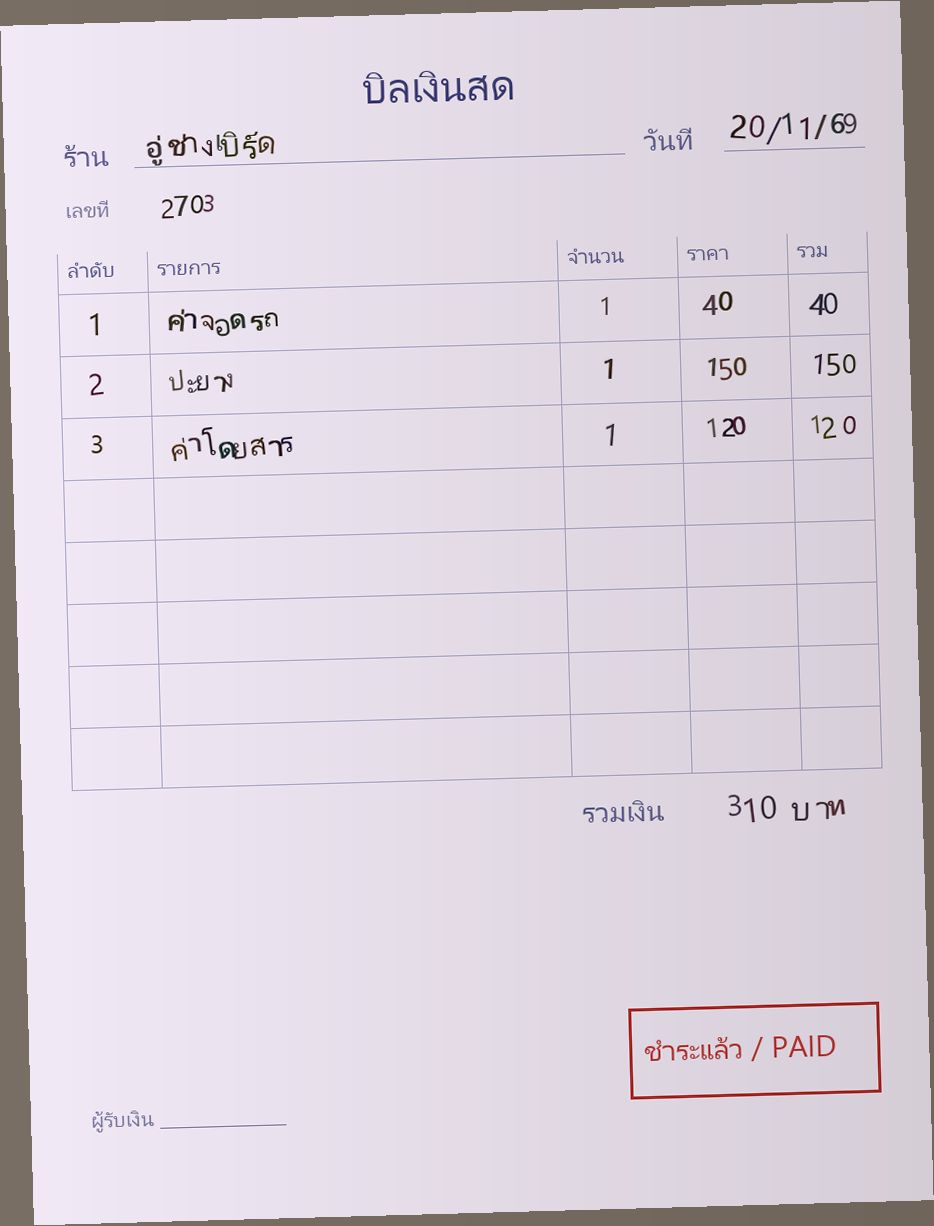 บิลเงินสด
ร้าน อู่ช่างเบิร์ด วันที่ 20/11/69
เลขที่ 2703
ลำดับ รายการ จำนวน ราคา รวม
1 ค่าจอดรถ 1 40 40
2 ปะยาง 1 150 150
3 ค่าโดยสาร 1 120 120
รวมเงิน 310 บาท
ชำระแล้ว / PAID
ผู้รับเงิน